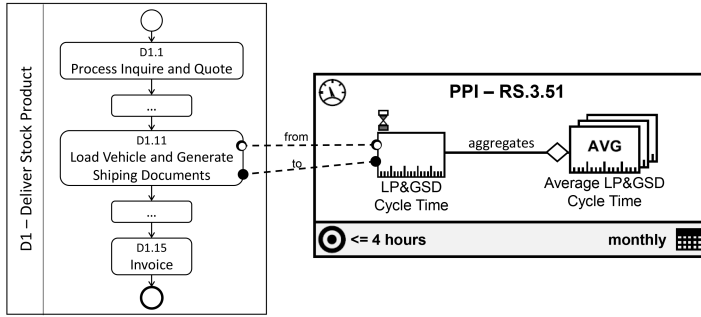 D1 – Deliver Stock Product
D1.1
Process Inquire and Quote
...
D1.11
Load Vehicle and Generate
Shiping Documents
...
D1.15
Invoice
from
to
PPI – RS.3.51
LP&GSD
Cycle Time
aggregates
AVG
Average LP&GSD
Cycle Time
<= 4 hours
monthly